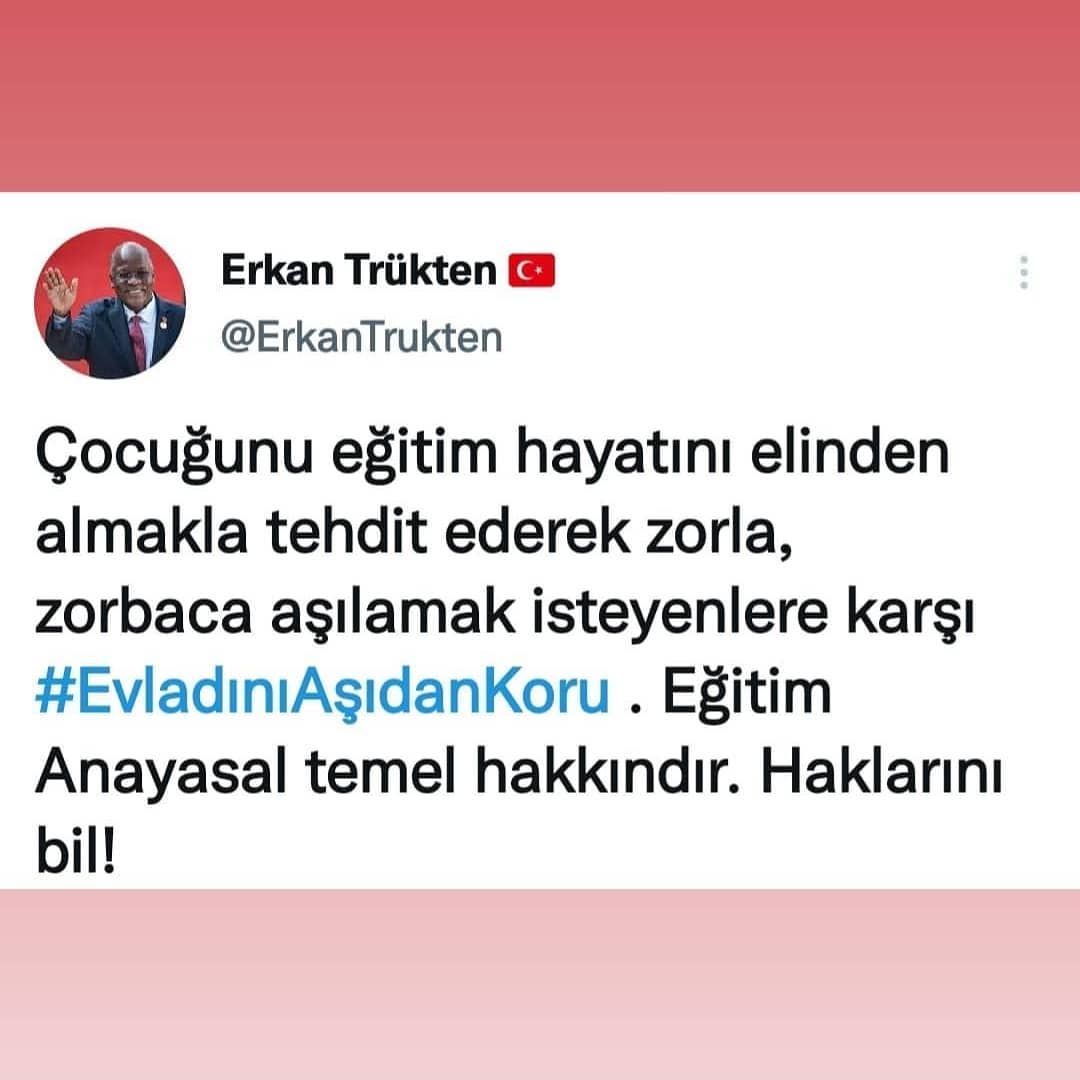 Erkan Trükten 🇹🇷
@ErkanTrukten
Çocuğunu eğitim hayatını elinden
almakla tehdit ederek zorla,
zorbaca aşılamak isteyenlere karşı
#EvladınıAşıdanKoru . Eğitim
Anayasal temel hakkındır. Haklarını
bil!